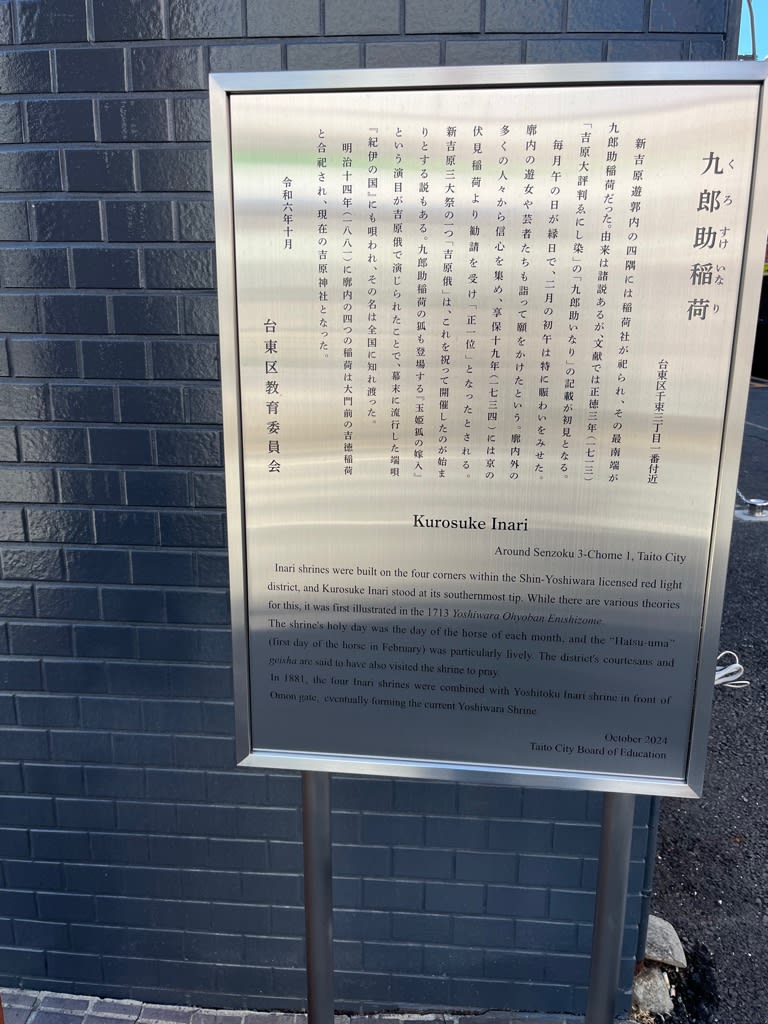 九郎助稲荷
くろすけいなり
台東区千束三丁目一番付近
新吉原遊郭内の四隅には稲荷社が祀られ、その最南端が
九郎助稲荷だった。由来は諸説あるが、文献では正徳三年(一七一三)
「吉原大評判ゑにし染」の「九郎助いなり」の記載が初見となる。
毎月午の日が縁日で、二月の初午は特に賑わいをみせた。
廓内の遊女や芸者たちも詣って願をかけたという。廓内外の
多くの人々から信心を集め、享保十九年(一七三四)には京の
伏見稲荷より勧請を受け「正一位」となったとされる。
新吉原三大祭の一つ「吉原俄」は、これを祝って開催したのが始ま
りとする説もある。九郎助稲荷の狐も登場する『玉姫狐の嫁入』
という演目が吉原俄で演じられたことで、幕末に流行した端唄
『紀伊の国』にも唄われ、その名は全国に知れ渡った。
明治十四年(一八八一)に廓内の四つの稲荷は大門前の吉徳稲荷
と合祀され、現在の吉原神社となった。
令和六年十月
台東区教育委員会
Kurosuke Inari
Around Senzoku 3-Chome 1, Taito City
Inari shrines were built on the four corners within the Shin-Yoshiwara licensed red light
district, and Kurosuke Inari stood at its southernmost tip. While there are various theories
for this, it was first illustrated in the 1713 Yoshiwara Ohyoban Enishizome.
The shrine's holy day was the day of the horse of each month, and the “Hatsu-uma”
(first day of the horse in February) was particularly lively. The district's courtesans and
geisha are said to have also visited the shrine to pray.
In 1881, the four Inari shrines were combined with Yoshitoku Inari shrine in front of
Omon gate, eventually forming the current Yoshiwara Shrine.
October 2024
Taito City Board of Education